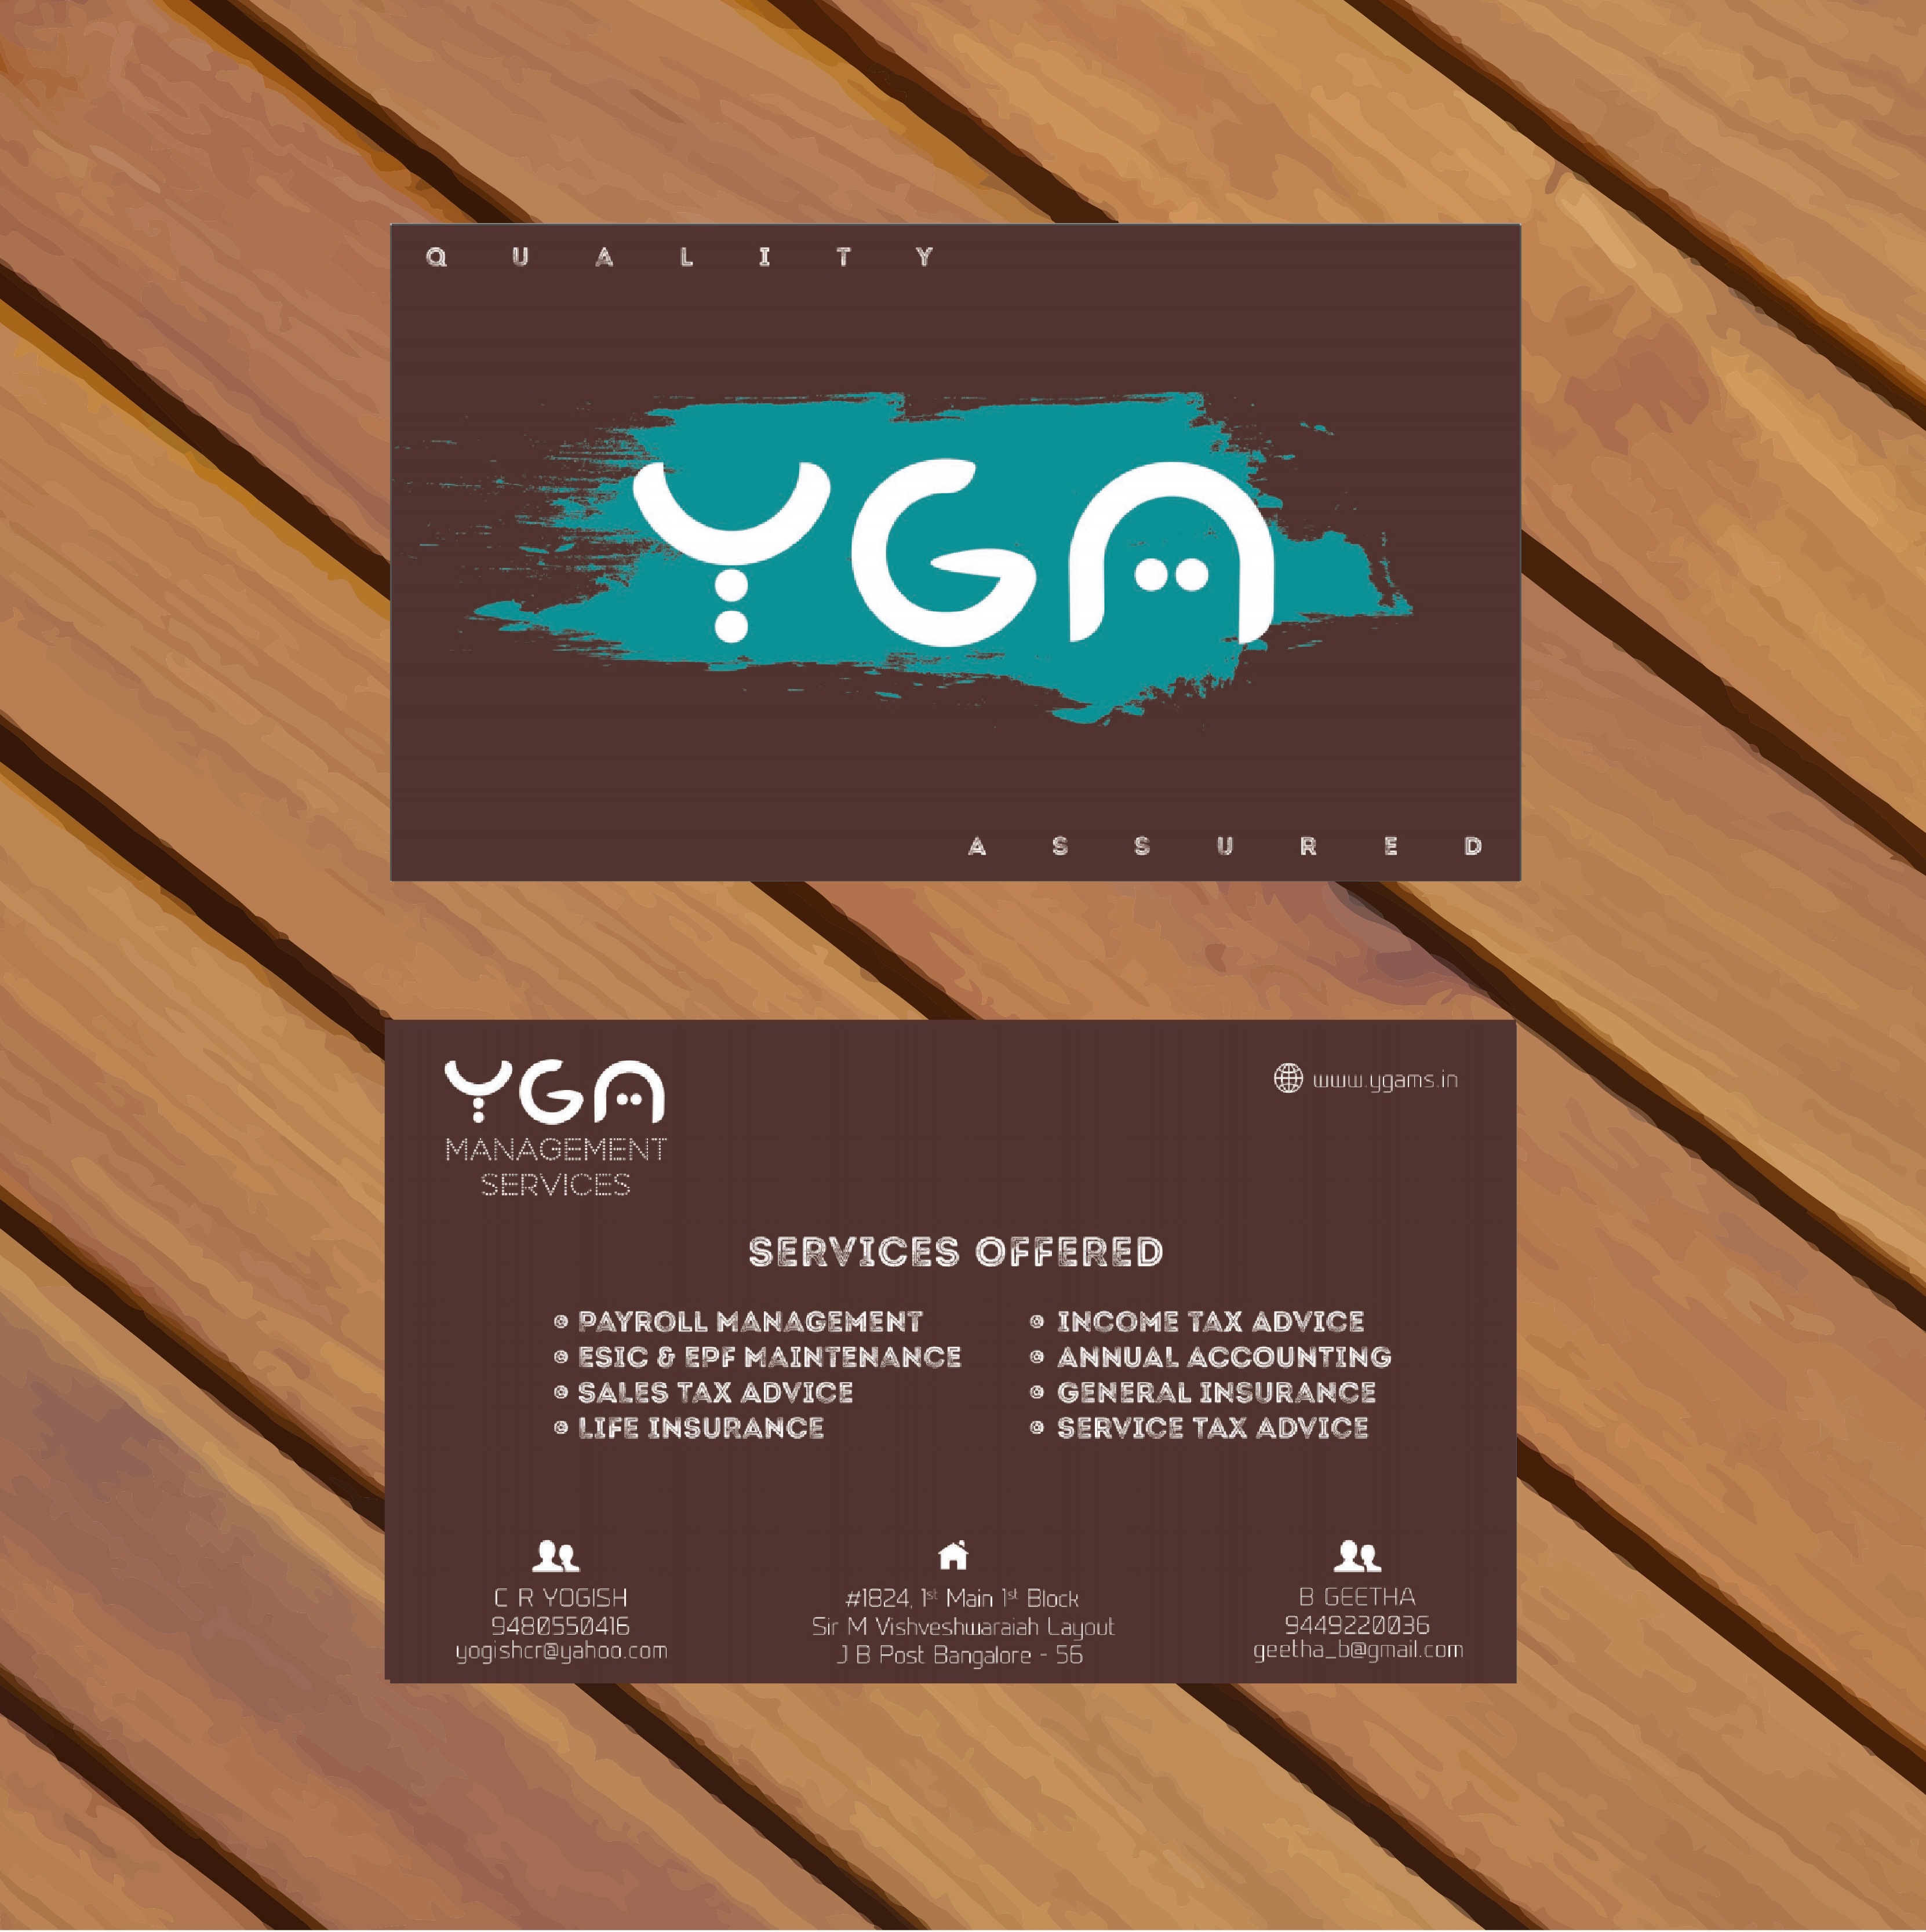 QUALITY
YGA
ASSURED
YGA
MANAGEMENT
SERVICES
www.ygams.in
SERVICES OFFERED
PAYROLL MANAGEMENT
ESIC & EPF MAINTENANCE
SALES TAX ADVICE
LIFE INSURANCE
INCOME TAX ADVICE
ANNUAL ACCOUNTING
GENERAL INSURANCE
SERVICE TAX ADVICE
C R YOGISH
9480550416
yogishcr@yahoo.com
#1824, 1st Main 1st Block
Sir M Vishveshwaraiah Layout
J B Post Bangalore - 56
B GEETHA
9449220036
geetha_b@gmail.com